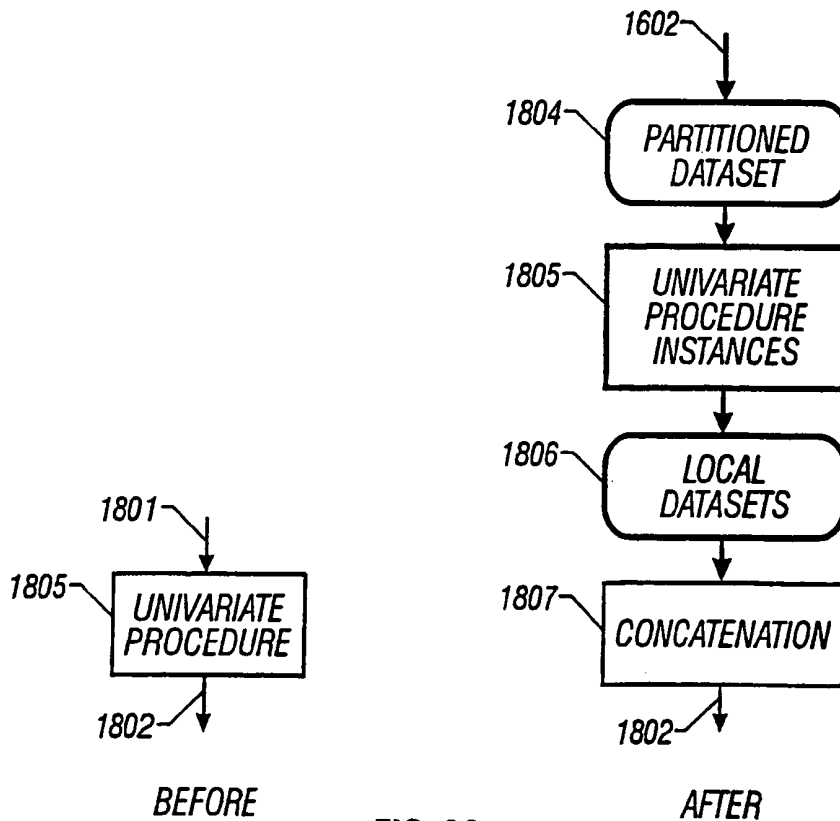 1602
1804
PARTITIONED
DATASET
1805
UNIVARIATE
PROCEDURE
INSTANCES
1806
LOCAL
DATASETS
1801
1805
UNIVARIATE
PROCEDURE
1802
1807
CONCATENATION
1802
BEFORE
AFTER